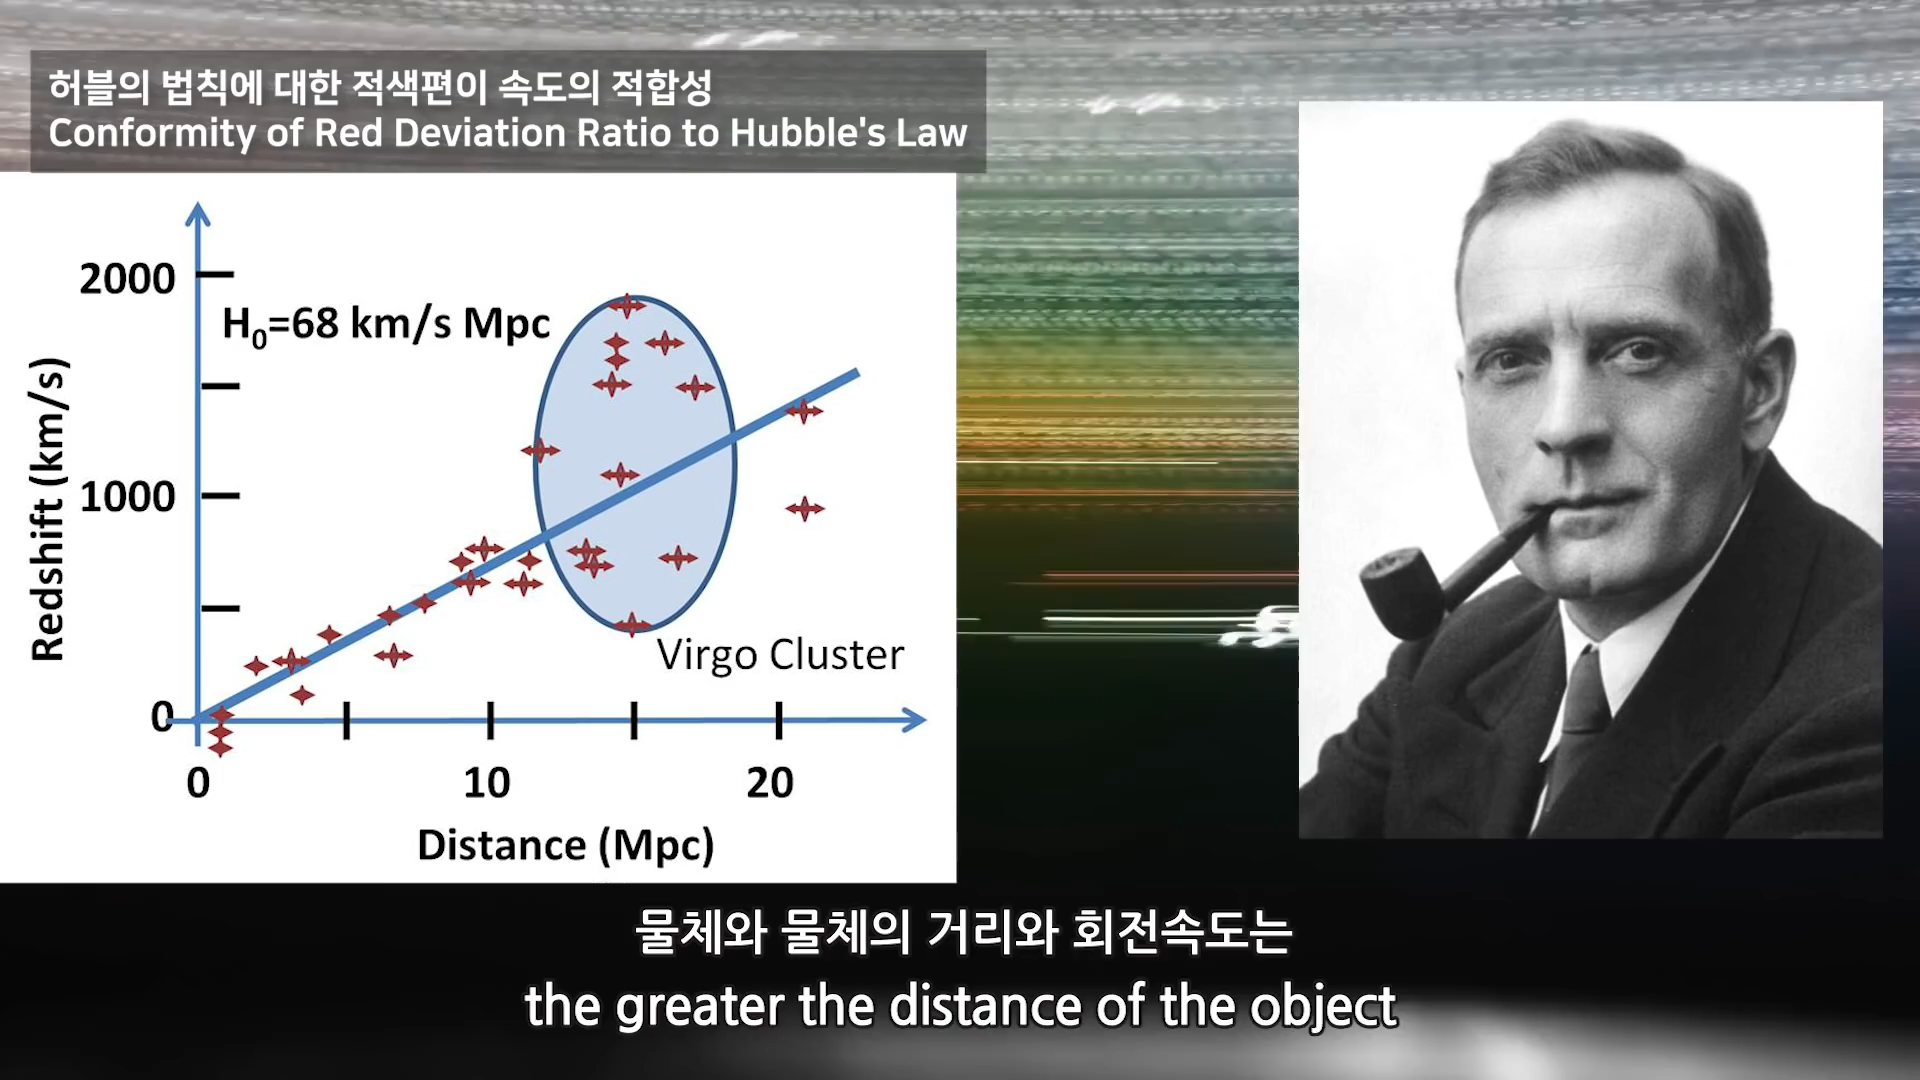 허블의 법칙에 대한 적색편이 속도의 적합성
Conformity of Red Deviation Ratio to Hubble's Law
2000
H₀=68 km/s Mpc
Redshift (km/s)
1000
Virgo Cluster
0
0 10 20
Distance (Mpc)
물체와 물체의 거리와 회전속도는
the greater the distance of the object